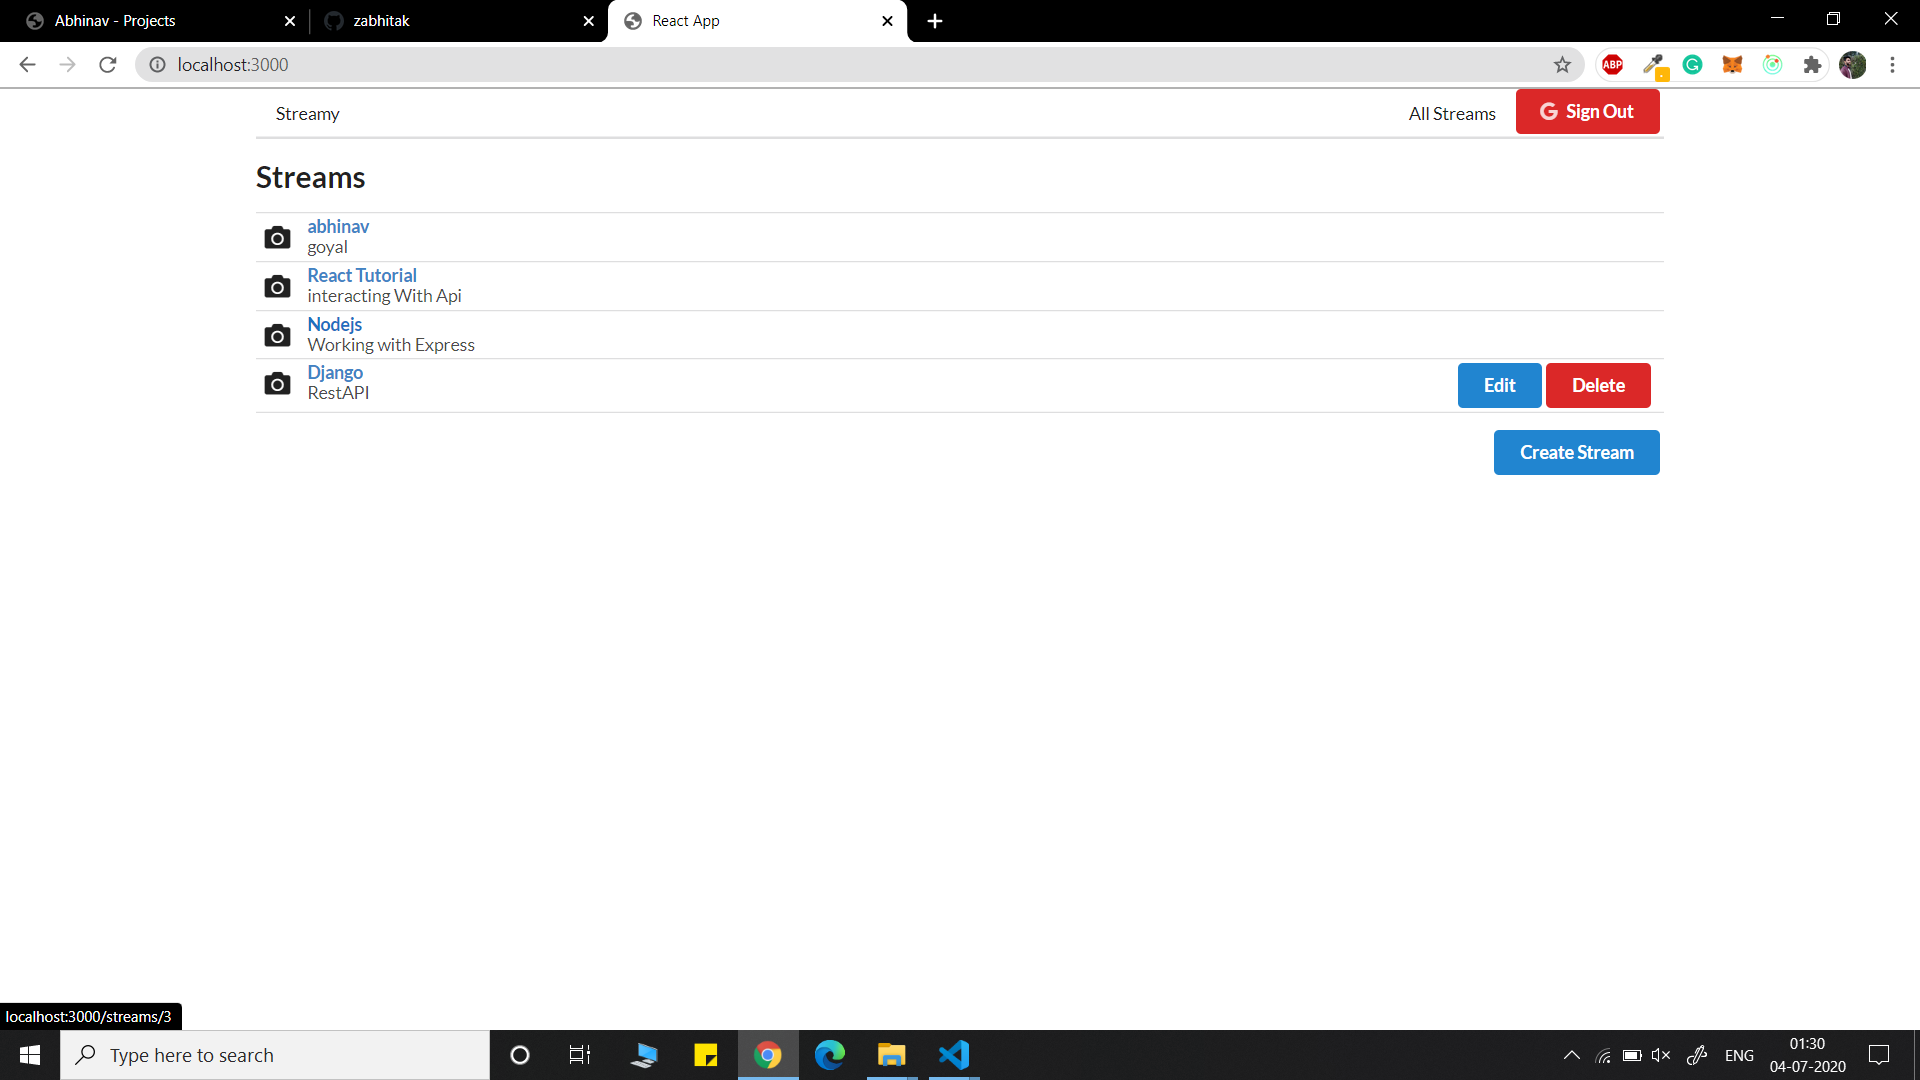 Abhinav - Projects
zabhitak
React App
localhost:3000
ABP
Streamy
All Streams
G Sign Out
Streams
abhinav
goyal
React Tutorial
interacting With Api
Nodejs
Working with Express
Django
RestAPI
Edit
Delete
Create Stream
localhost:3000/streams/3
Type here to search
ENG
01:30
04-07-2020